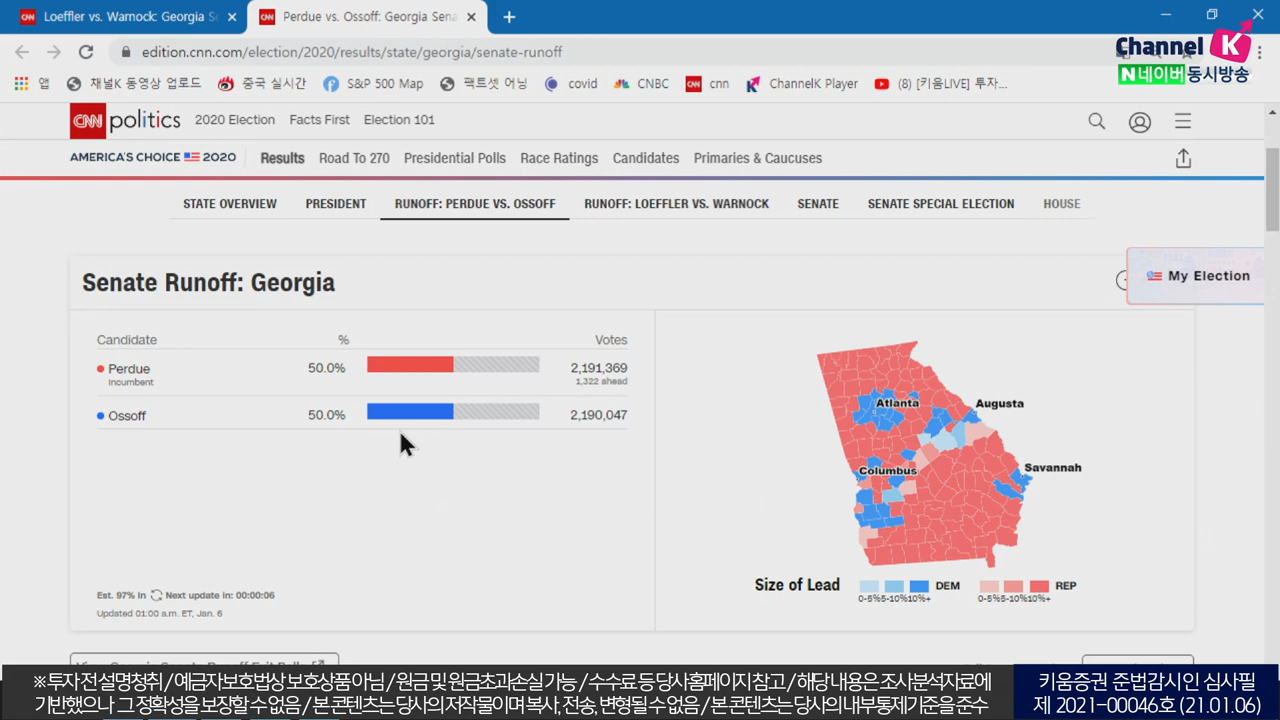 Loeffler vs. Warnock: Georgia S
Perdue vs. Ossoff: Georgia Sena
edition.cnn.com/election/2020/results/state/georgia/senate-runoff
Channel K
N 네이버 동시방송
앱
채널K 동영상 업로드
중국 실시간
S&P 500 Map
팩트셋 어닝
covid
CNBC
cnn
ChannelK Player
(8) [키움LIVE] 투자…
CNN politics
2020 Election
Facts First
Election 101
AMERICA'S CHOICE 2020
Results
Road To 270
Presidential Polls
Race Ratings
Candidates
Primaries & Caucuses
STATE OVERVIEW
PRESIDENT
RUNOFF: PERDUE VS. OSSOFF
RUNOFF: LOEFFLER VS. WARNOCK
SENATE
SENATE SPECIAL ELECTION
HOUSE
My Election
Senate Runoff: Georgia
Candidate % Votes
Perdue 50.0% 2,191,369
Incumbent 1,322 ahead
Ossoff 50.0% 2,190,047
Atlanta
Augusta
Columbus
Savannah
Size of Lead DEM REP
0-5% 5-10% 10%+ 0-5% 5-10% 10%+
Est. 97% In Next update in: 00:00:06
Updated 01:00 a.m. ET, Jan. 6
※ 투자 전 설명청취 / 예금자보호법상 보호상품 아님 / 원금 및 원금초과손실 가능 / 수수료 등 당사홈페이지 참고 / 해당 내용은 조사분석자료에
기반했으나 그 정확성을 보장할 수 없음 / 본 콘텐츠는 당사의 저작물이며 복사, 전송, 변형될 수 없음 / 본 콘텐츠는 당사의 내부통제기준을 준수
키움증권 준법감시인 심사필
제 2021-00046호 (21.01.06)